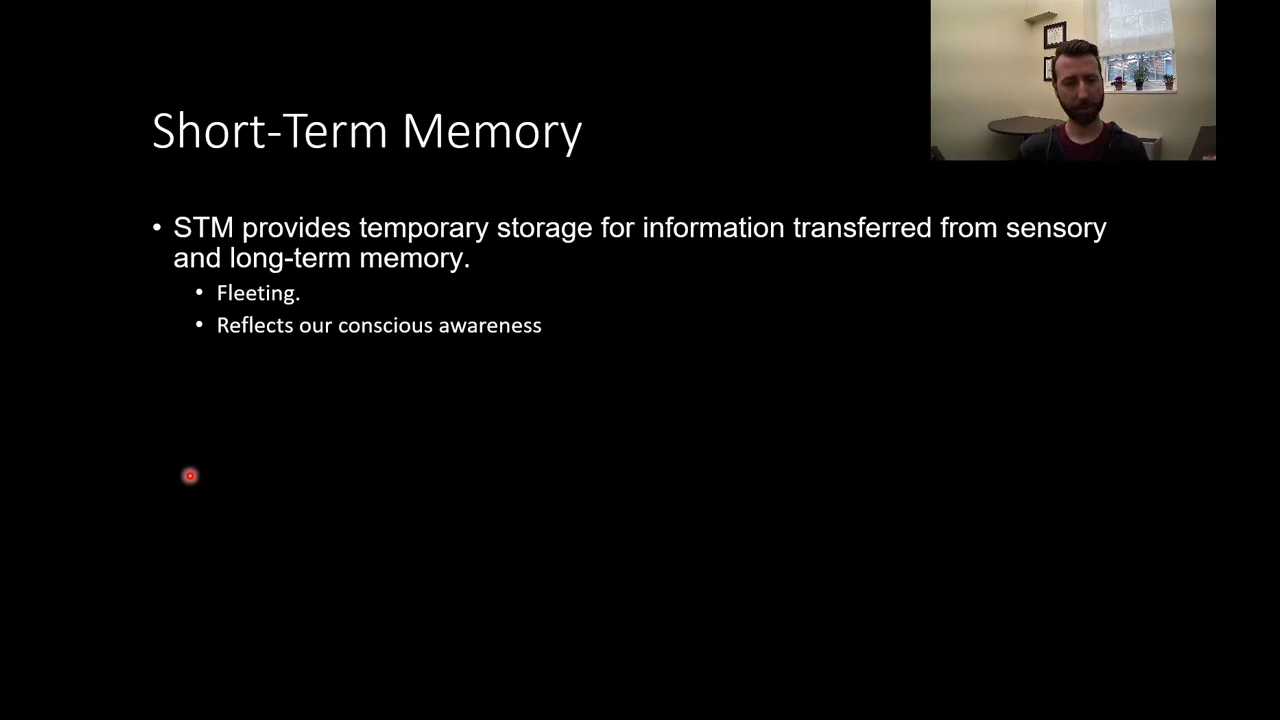 Short-Term Memory
• STM provides temporary storage for information transferred from sensory
and long-term memory.
• Fleeting.
• Reflects our conscious awareness